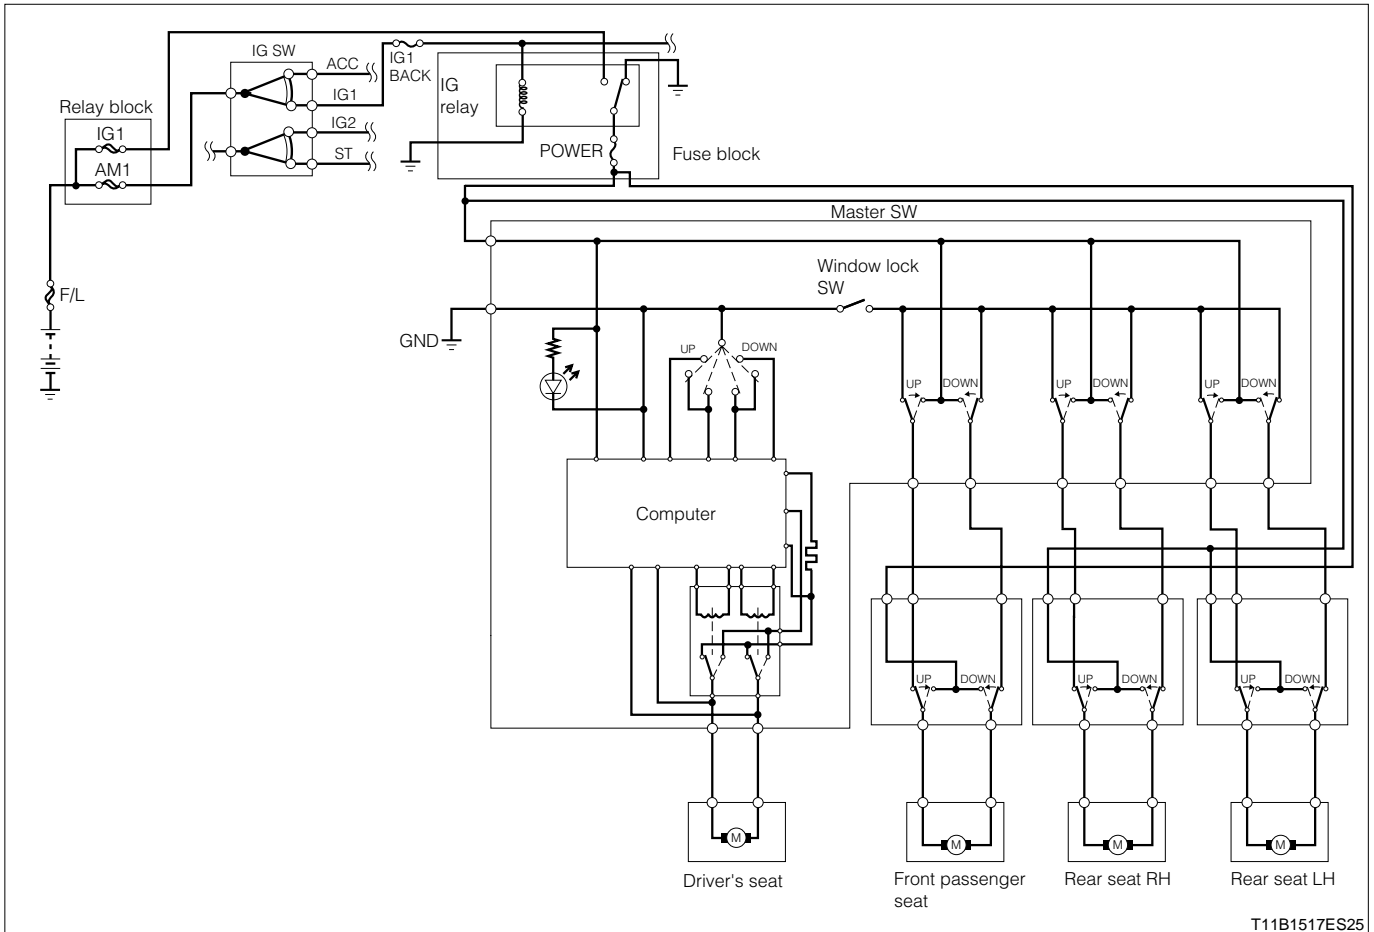 IG SW
ACC
IG1
IG2
ST
IG1
BACK
IG
relay
POWER
Fuse block
Relay block
IG1
AM1
F/L
Master SW
Window lock
SW
GND
UP
DOWN
UP
DOWN
UP
DOWN
UP
DOWN
Computer
UP
DOWN
UP
DOWN
UP
DOWN
M
M
M
M
Driver's seat
Front passenger
seat
Rear seat RH
Rear seat LH
T11B1517ES25